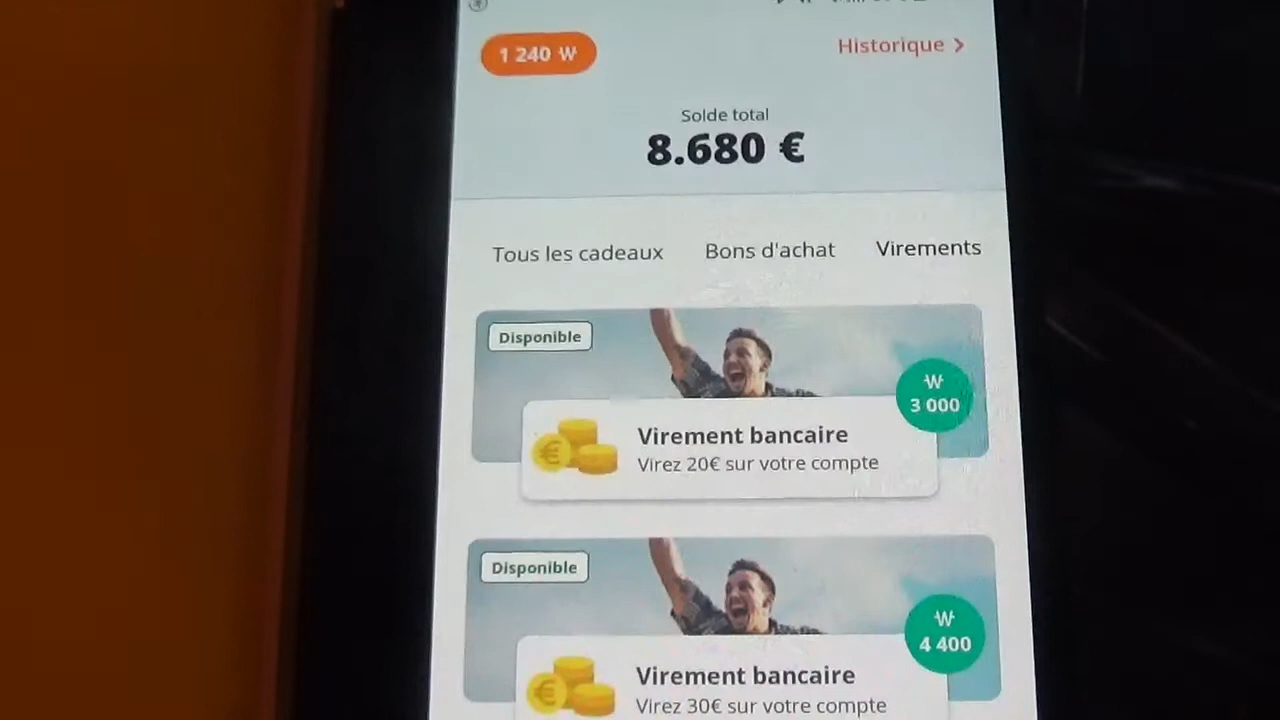 1 240 ₩
Historique >
Solde total
8.680 €
Tous les cadeaux
Bons d'achat
Virements
Disponible
₩
3 000
Virement bancaire
Virez 20€ sur votre compte
Disponible
₩
4 400
Virement bancaire
Virez 30€ sur votre compte